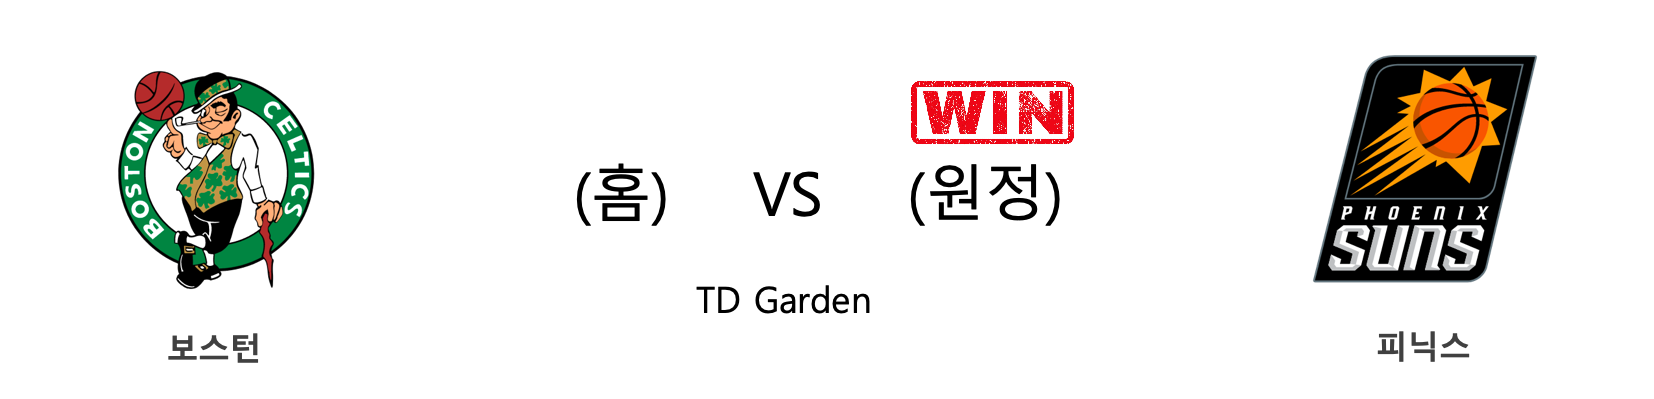 BOSTON CELTICS
WIN
(홈) VS (원정)
PHOENIX
SUNS
TD Garden
보스턴
피닉스